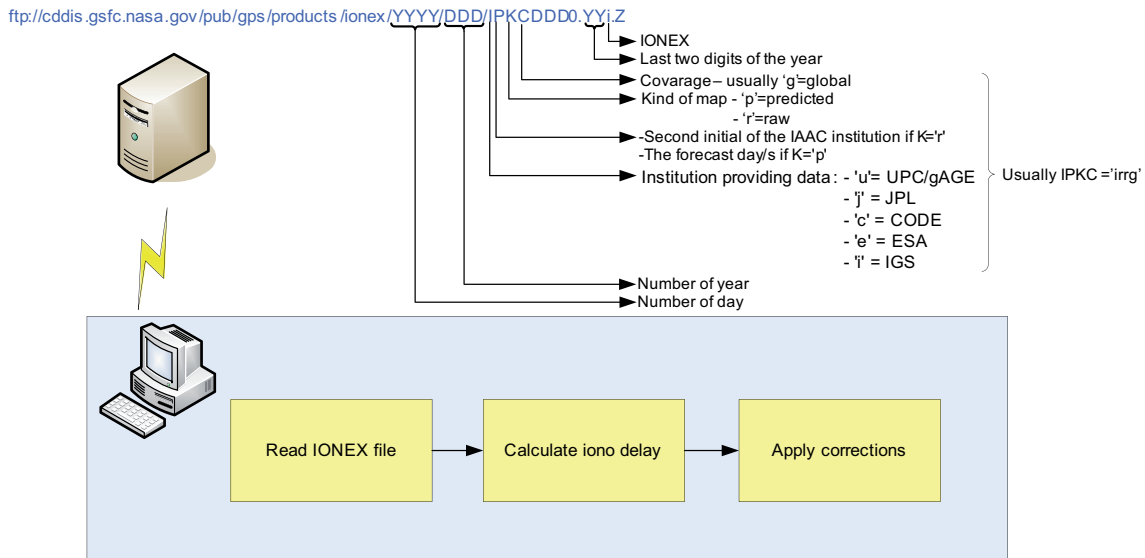 ftp://cddis.gsfc.nasa.gov/pub/gps/products/ionex/YYYY/DDD/IPKCDDD0.YYi.Z
IONEX
Last two digits of the year
Covarage – usually ‘g’=global
Kind of map - ‘p’=predicted
- ‘r’=raw
-Second initial of the IAAC institution if K='r'
-The forecast day/s if K='p'
Institution providing data: - 'u'= UPC/gAGE
- 'j' = JPL
- 'c' = CODE
- 'e' = ESA
- 'i' = IGS
Usually IPKC ='irrg’
Number of year
Number of day
Read IONEX file
Calculate iono delay
Apply corrections